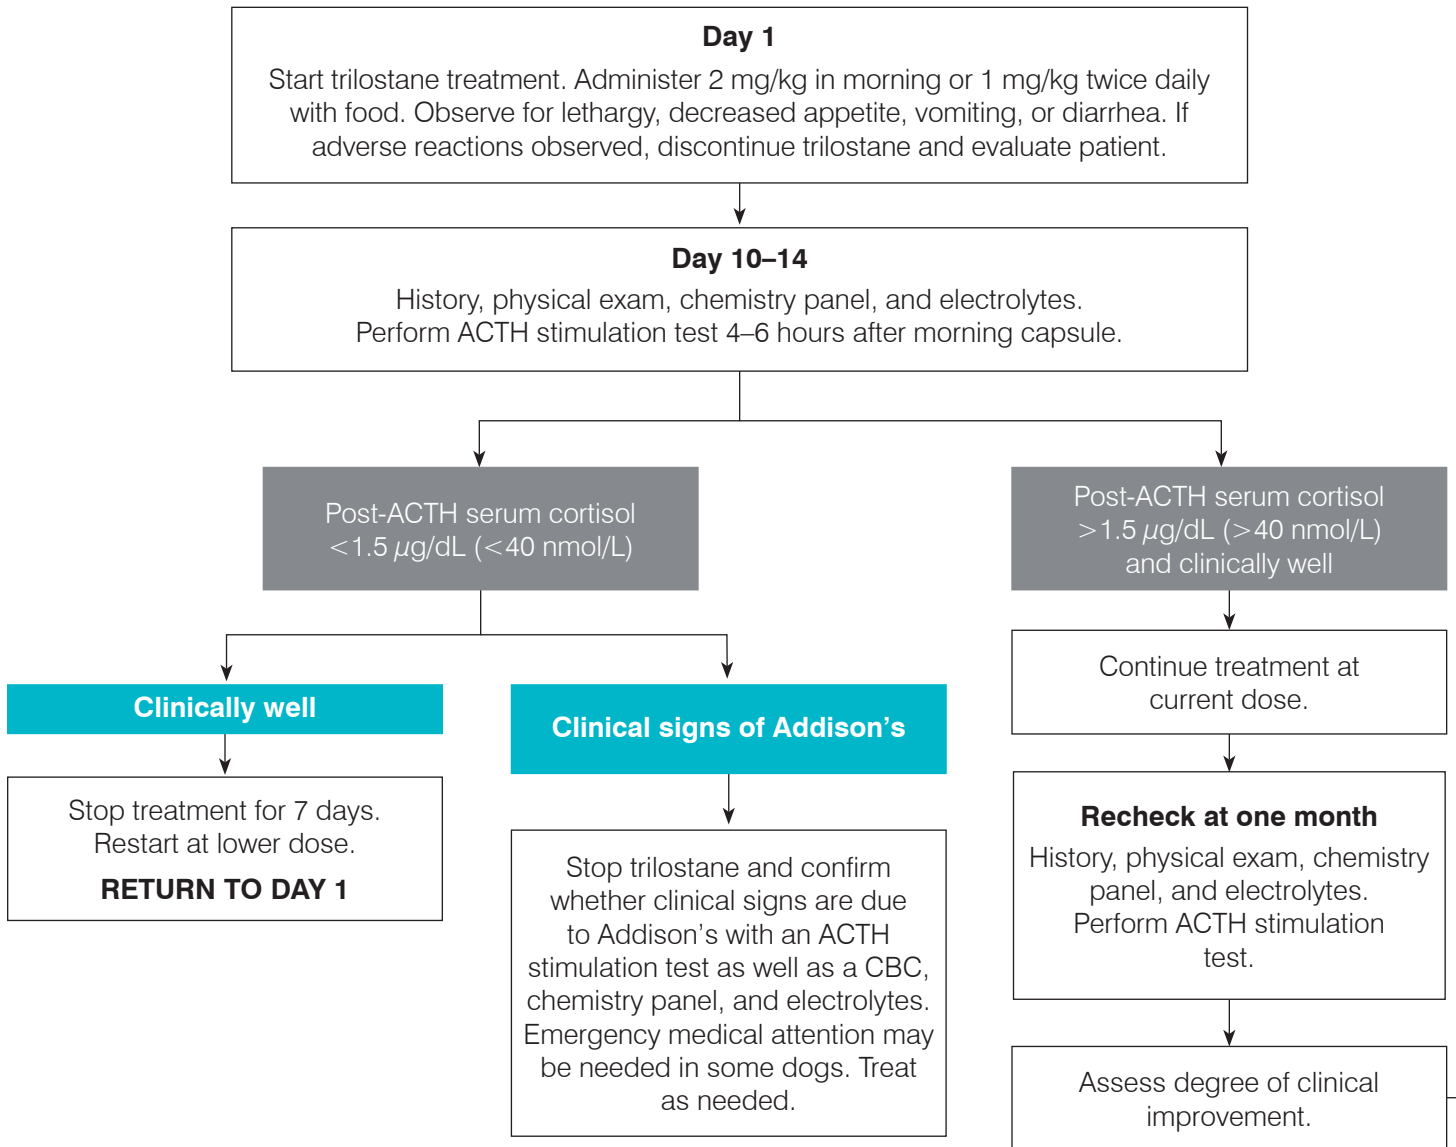 Day 1
Start trilostane treatment. Administer 2 mg/kg in morning or 1 mg/kg twice daily
with food. Observe for lethargy, decreased appetite, vomiting, or diarrhea. If
adverse reactions observed, discontinue trilostane and evaluate patient.
Day 10–14
History, physical exam, chemistry panel, and electrolytes.
Perform ACTH stimulation test 4–6 hours after morning capsule.
Post-ACTH serum cortisol
<1.5 µg/dL (<40 nmol/L)
Clinically well
Stop treatment for 7 days.
Restart at lower dose.
RETURN TO DAY 1
Clinical signs of Addison's
Stop trilostane and confirm
whether clinical signs are due
to Addison's with an ACTH
stimulation test as well as a CBC,
chemistry panel, and electrolytes.
Emergency medical attention may
be needed in some dogs. Treat
as needed.
Post-ACTH serum cortisol
>1.5 µg/dL (>40 nmol/L)
and clinically well
Continue treatment at
current dose.
Recheck at one month
History, physical exam, chemistry
panel, and electrolytes.
Perform ACTH stimulation
test.
Assess degree of clinical
improvement.